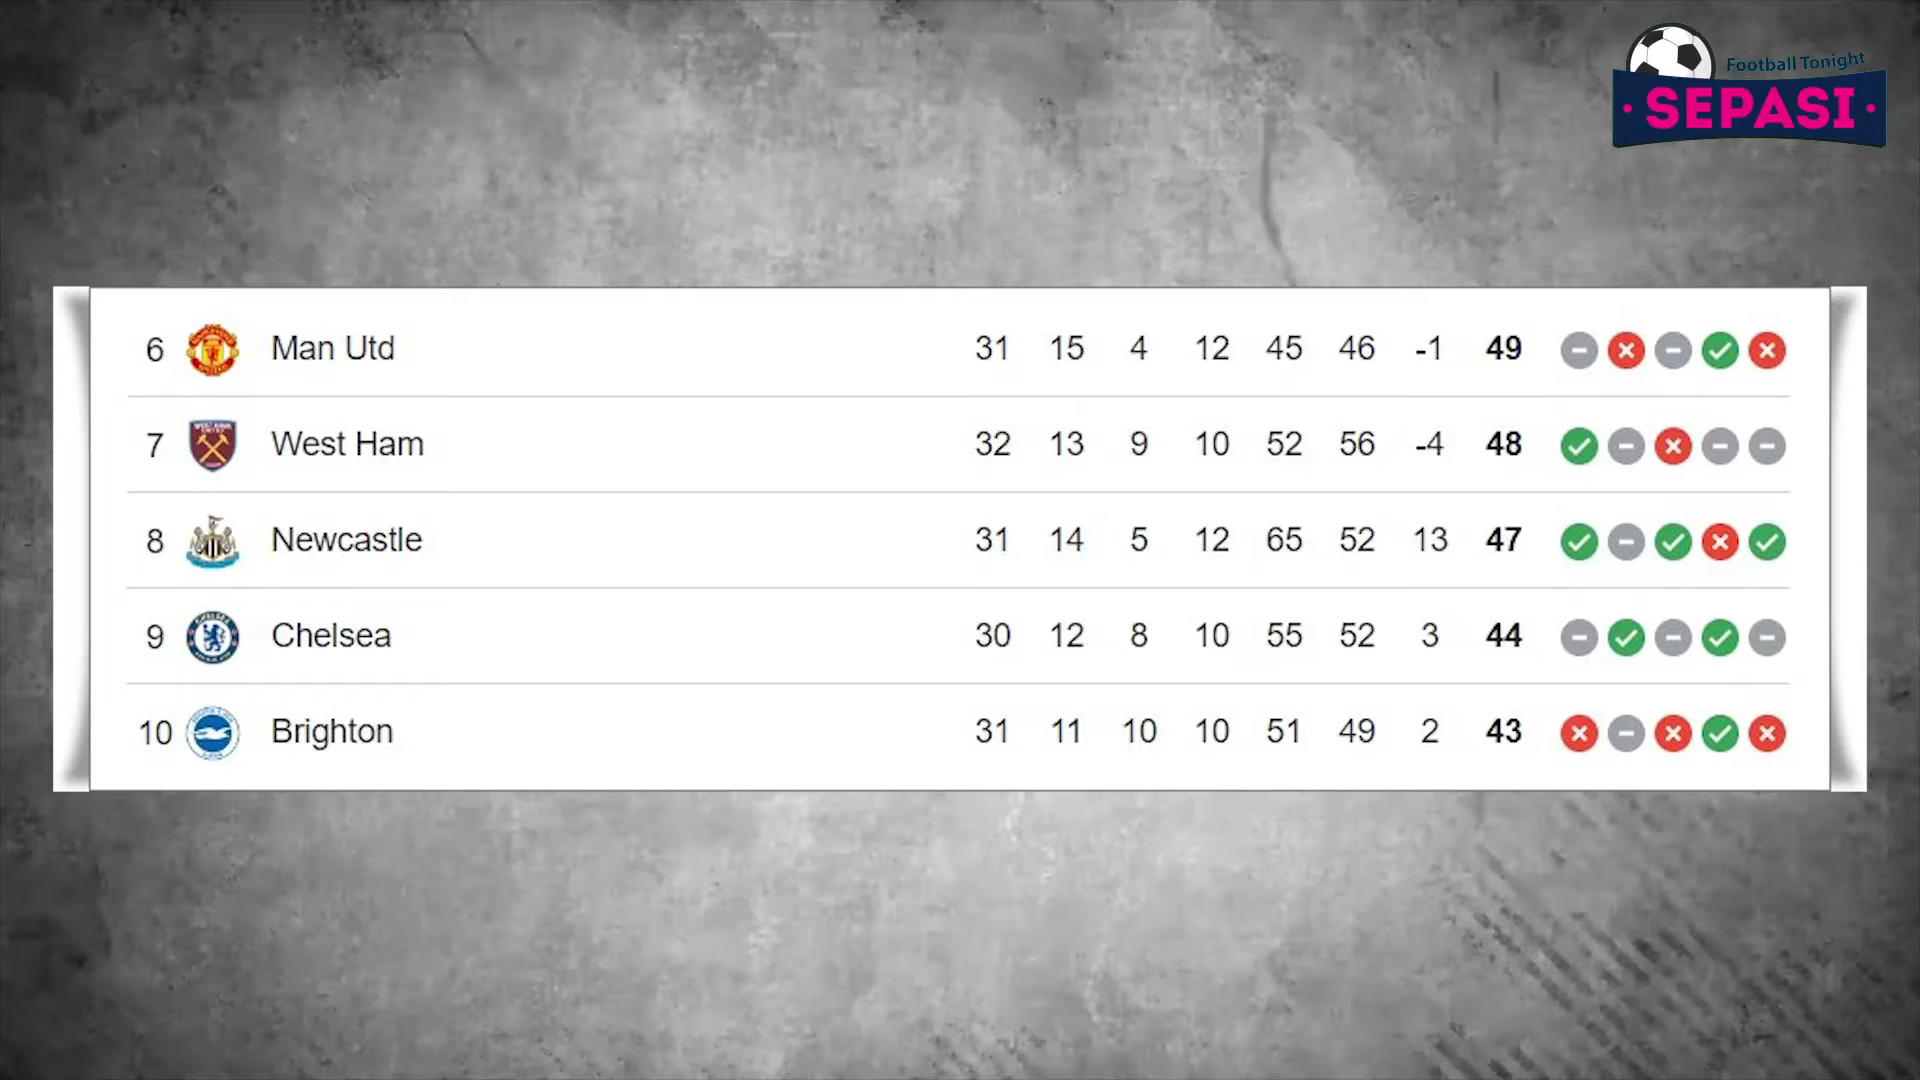 Football Tonight
SEPASI
6 Man Utd 31 15 4 12 45 46 -1 49
7 West Ham 32 13 9 10 52 56 -4 48
8 Newcastle 31 14 5 12 65 52 13 47
9 Chelsea 30 12 8 10 55 52 3 44
10 Brighton 31 11 10 10 51 49 2 43